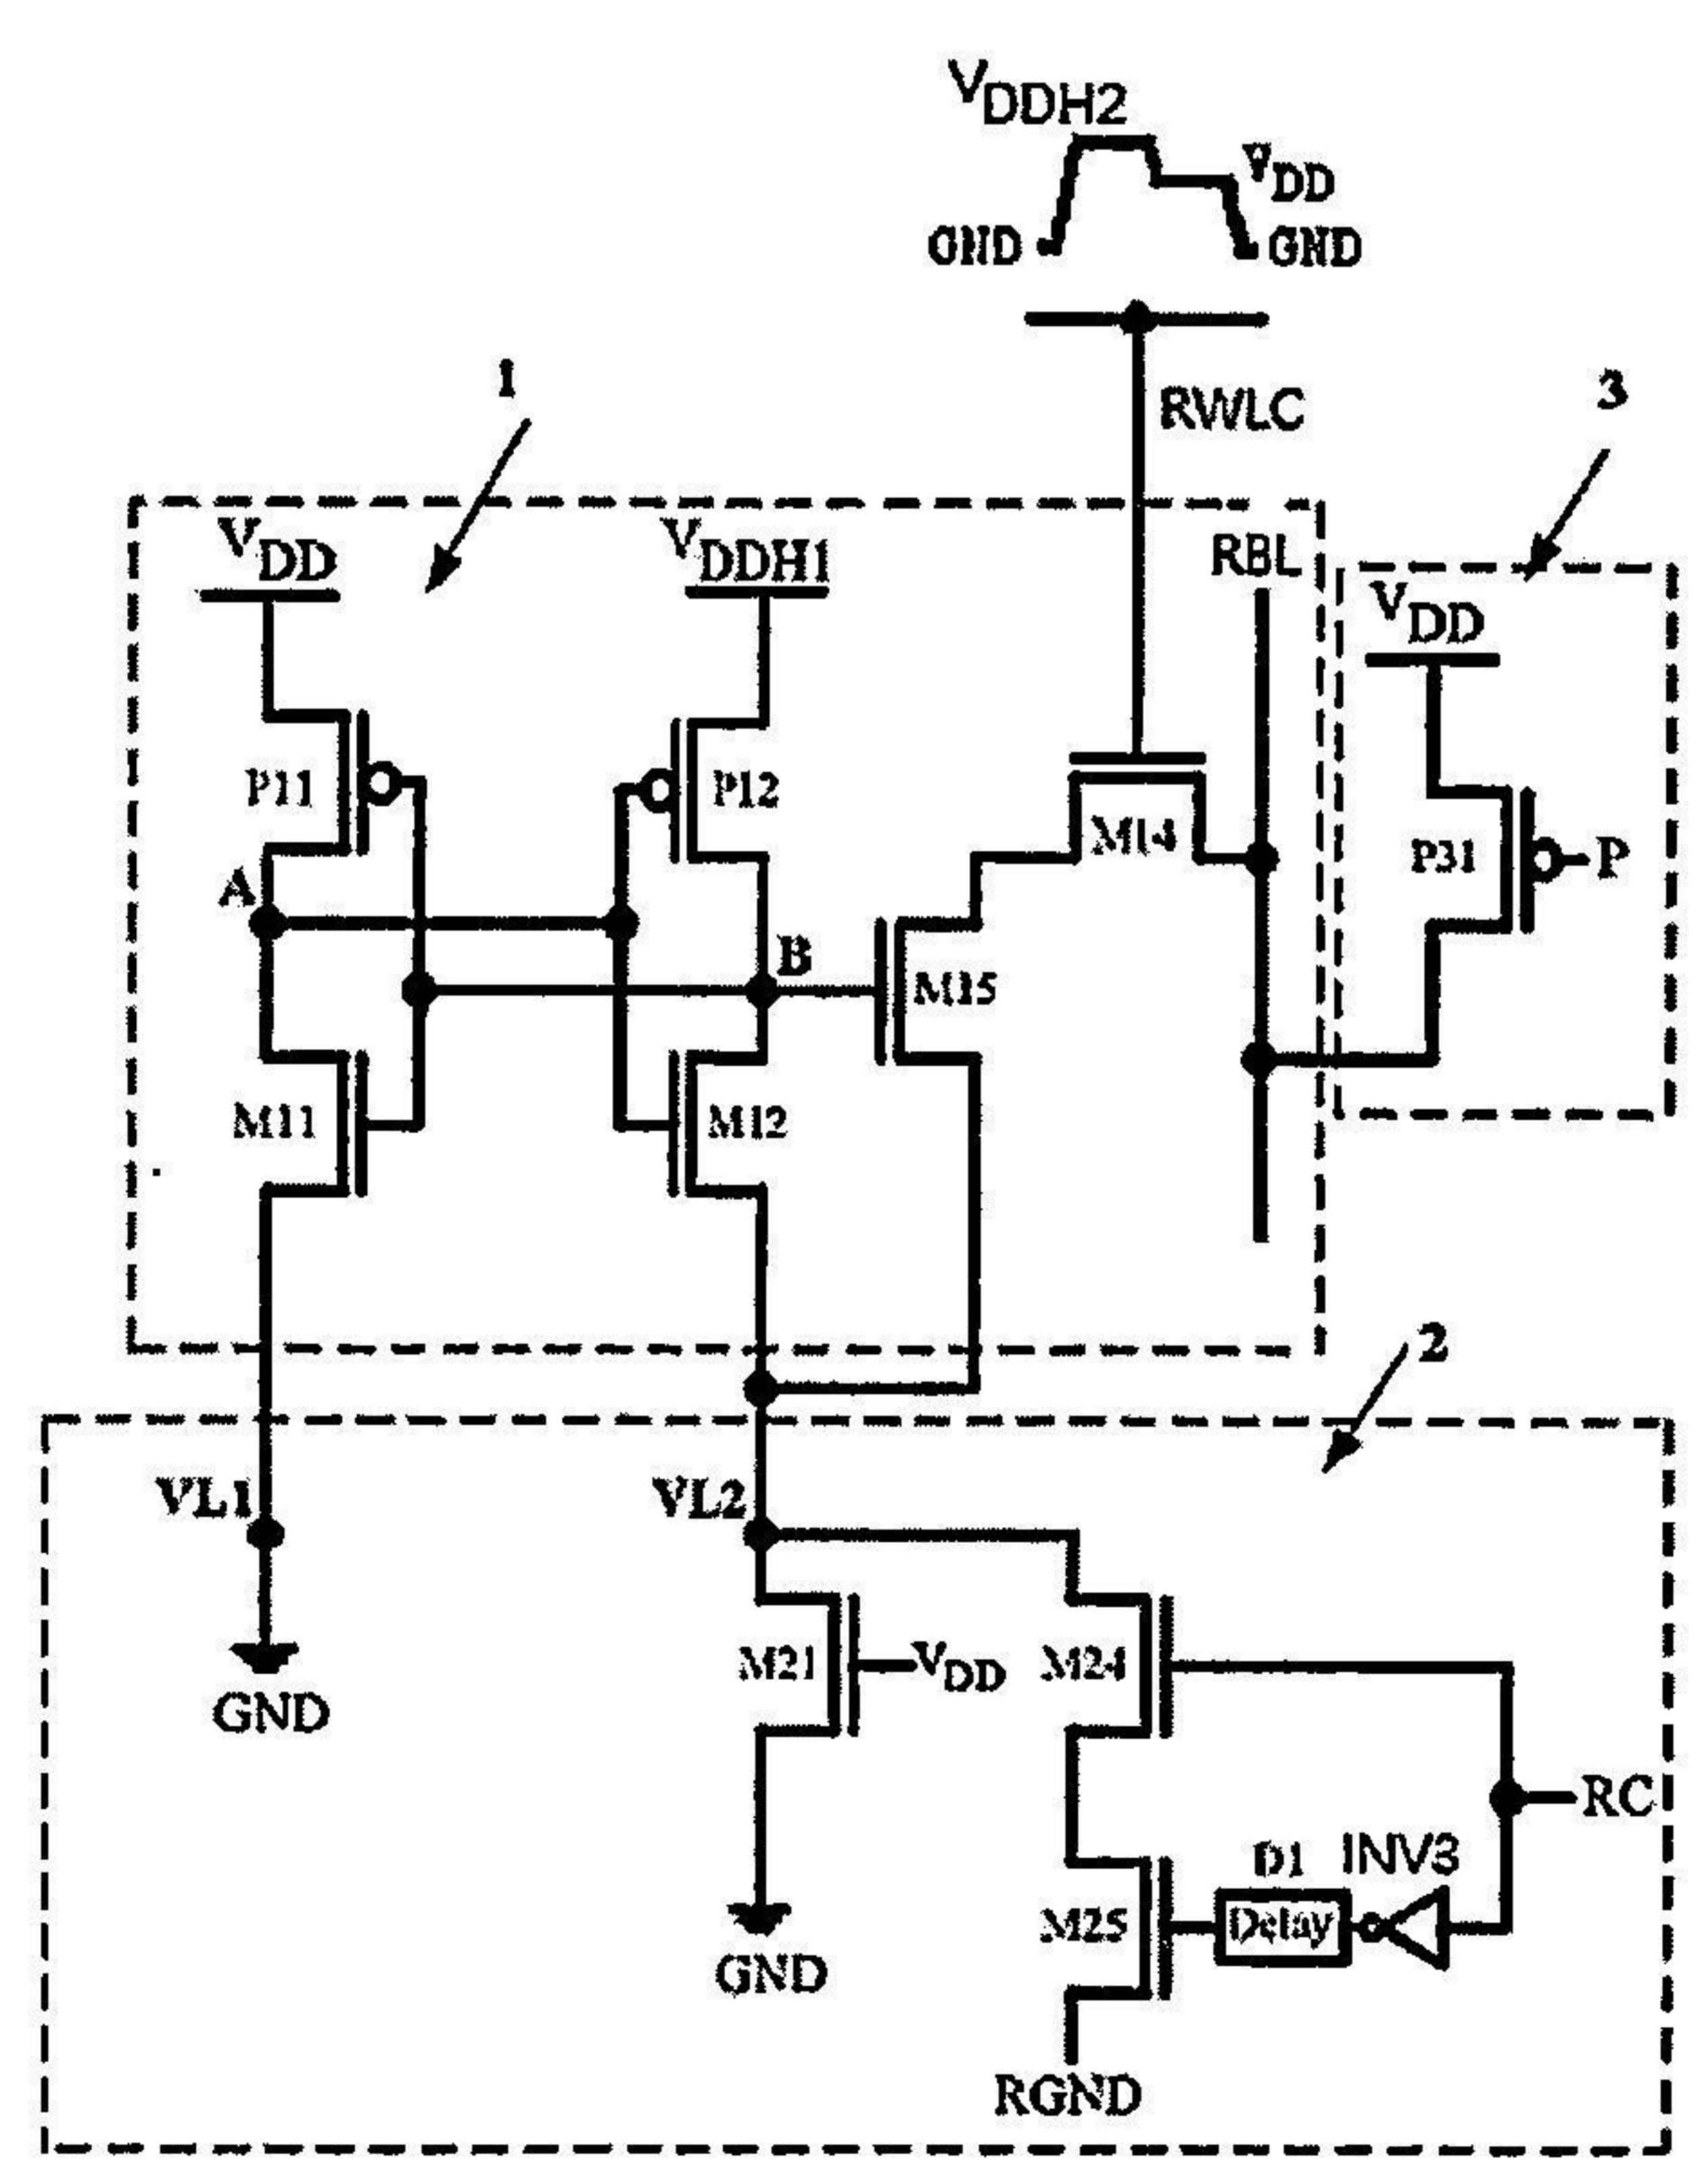 VDDH2
VDD
GND GND
RWLC
1
3
VDD
VDDH1
RBL
VDD
P11
P12
M14
P31
P
A
B
M15
M11
M12
2
VL1
VL2
M21
VDD
M24
GND
RC
D1 INV3
M25
Delay
GND
RGND